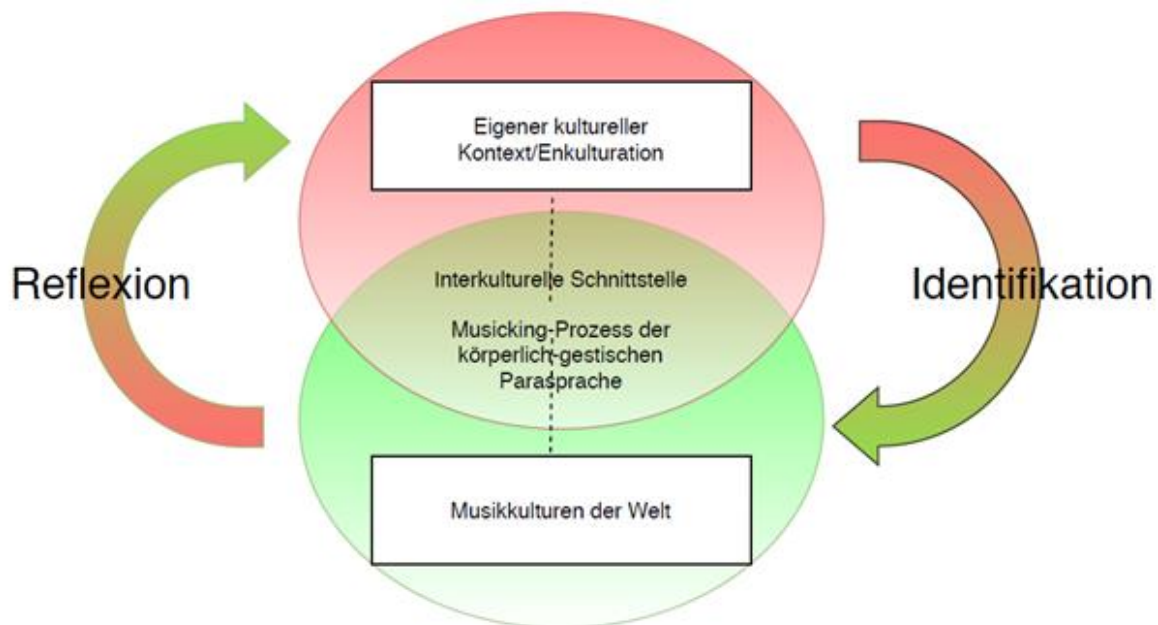 Eigener kultureller
Kontext/Enkulturation
Reflexion
Interkulturelle Schnittstelle
Identifikation
Musicking-Prozess der
körperlich-gestischen
Parasprache
Musikkulturen der Welt